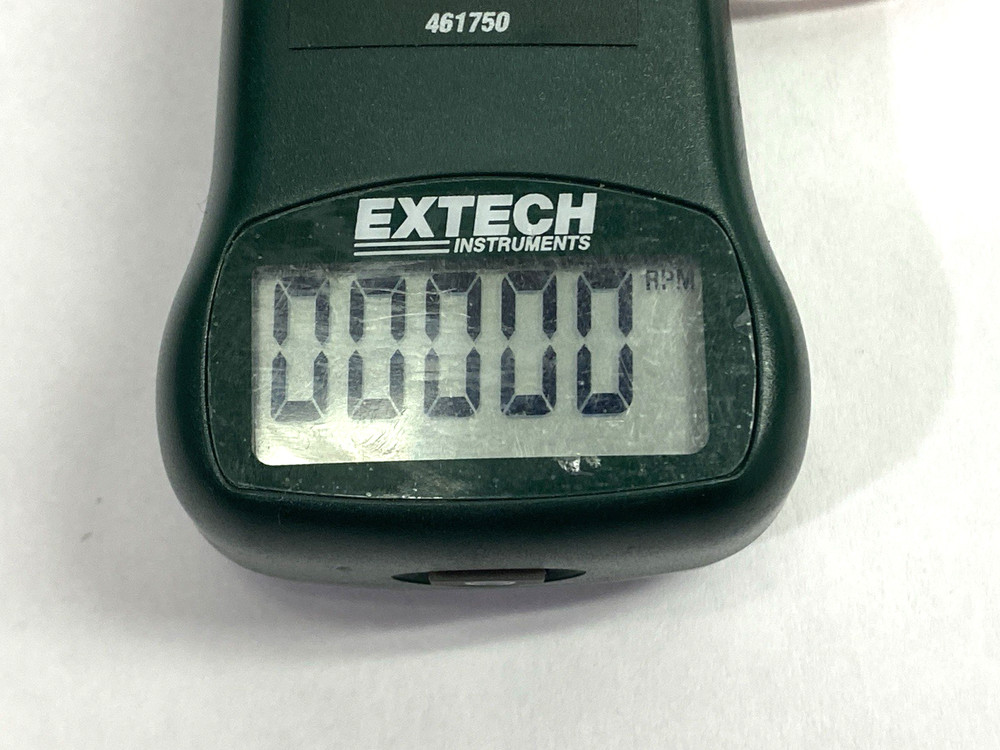 461750
EXTECH
INSTRUMENTS
RPM
00000